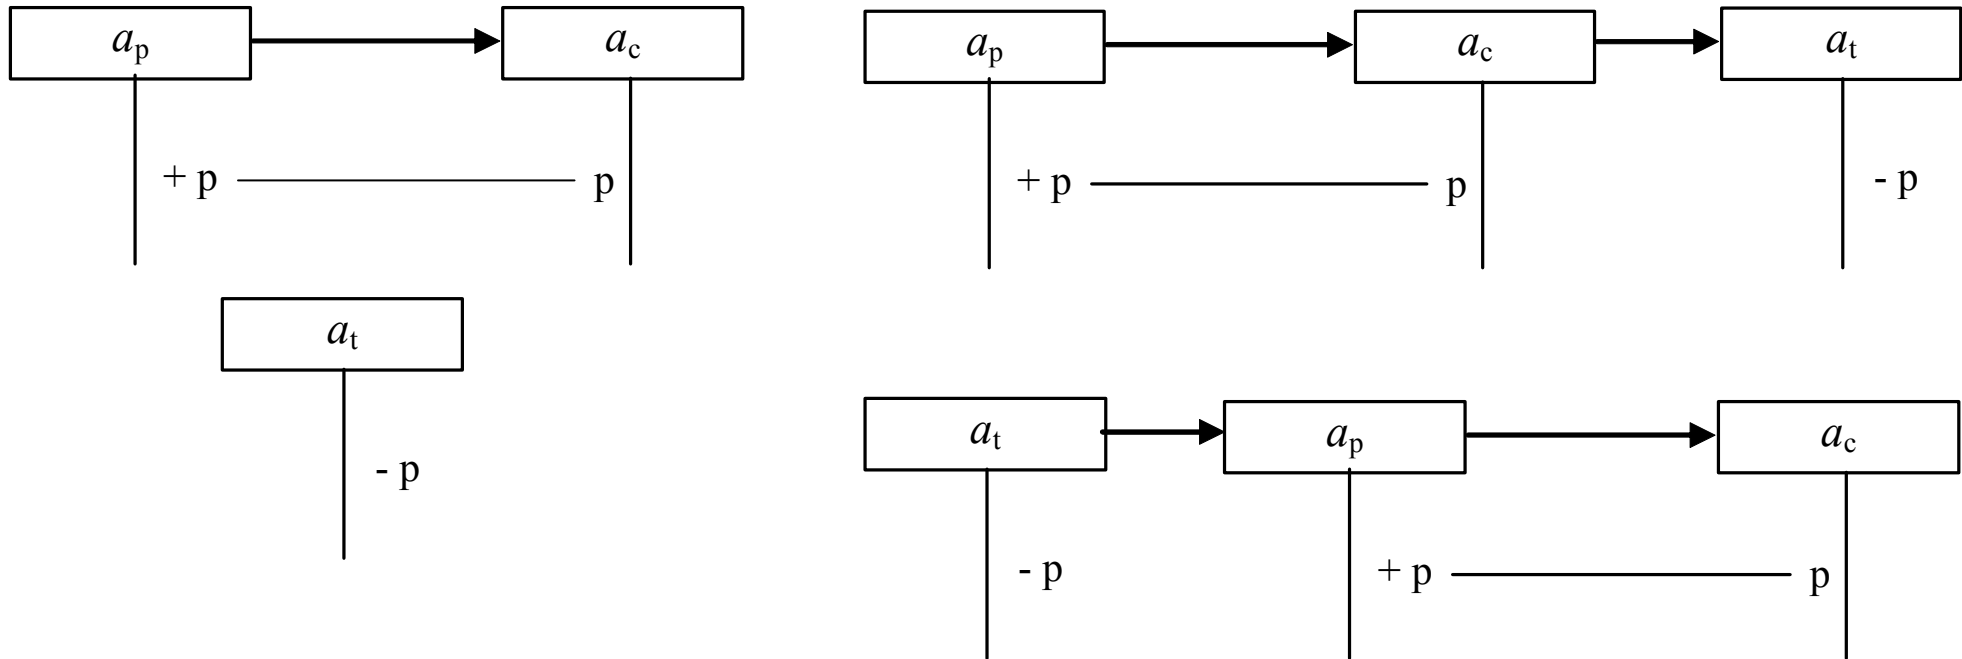 a_p a_c
+ p p
a_t
- p
a_p a_c a_t
+ p p - p
a_t a_p a_c
- p + p p